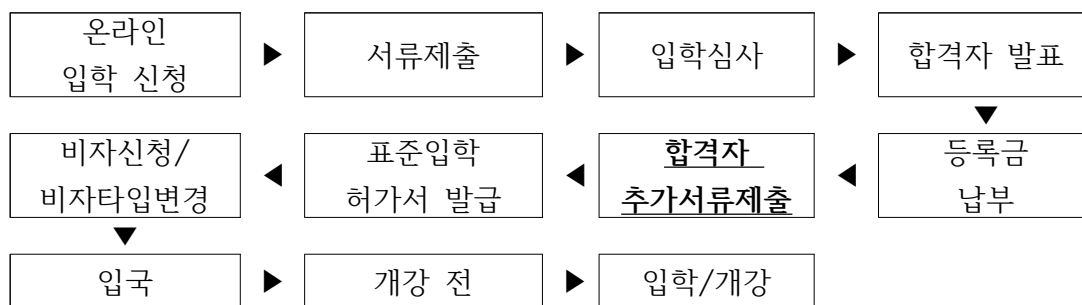 온라인
입학 신청
▶
서류제출
▶
입학심사
▶
합격자 발표
▼
등록금
납부
◀
합격자
추가서류제출
◀
표준입학
허가서 발급
◀
비자신청/
비자타입변경
▼
입국
▶
개강 전
▶
입학/개강